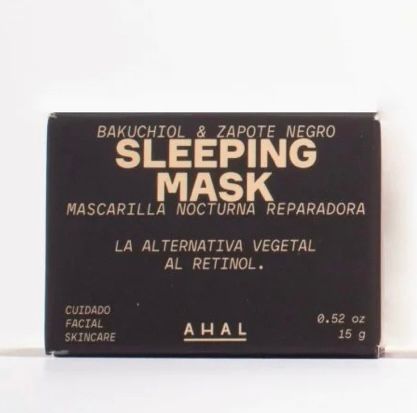 BAKUCHIOL & ZAPOTE NEGRO
SLEEPING
MASK
MASCARILLA NOCTURNA REPARADORA
LA ALTERNATIVA VEGETAL
AL RETINOL.
CUIDADO
FACIAL
SKINCARE
AHAL
0.52 oz
15 g